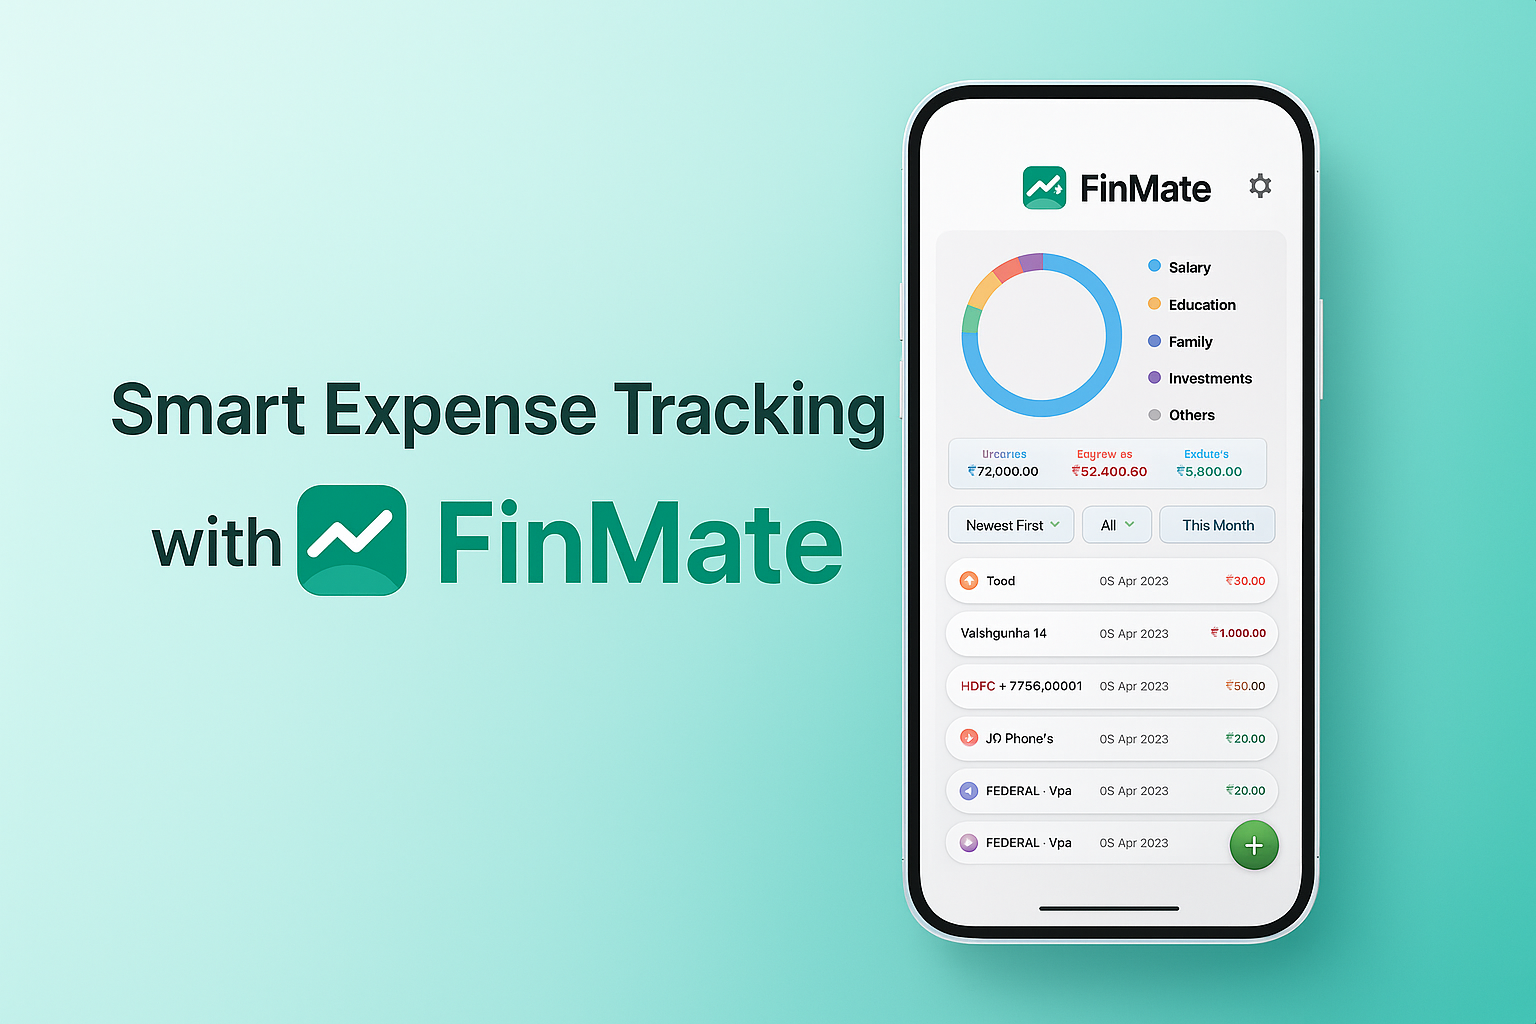 Smart Expense Tracking
with FinMate
FinMate
Salary
Education
Family
Investments
Others
Urcarıes Eayrew es Exdute's
₹72,000.00 ₹52.400.60 ₹5,800.00
Newest First All This Month
Tood 0S Apr 2023 ₹30.00
Valshgunha 14 0S Apr 2023 ₹1.000.00
HDFC + 7756,00001 0S Apr 2023 ₹50.00
Phone's 0S Apr 2023 ₹20.00
FEDERAL · Vpa 0S Apr 2023 ₹20.00
FEDERAL · Vpa 0S Apr 2023